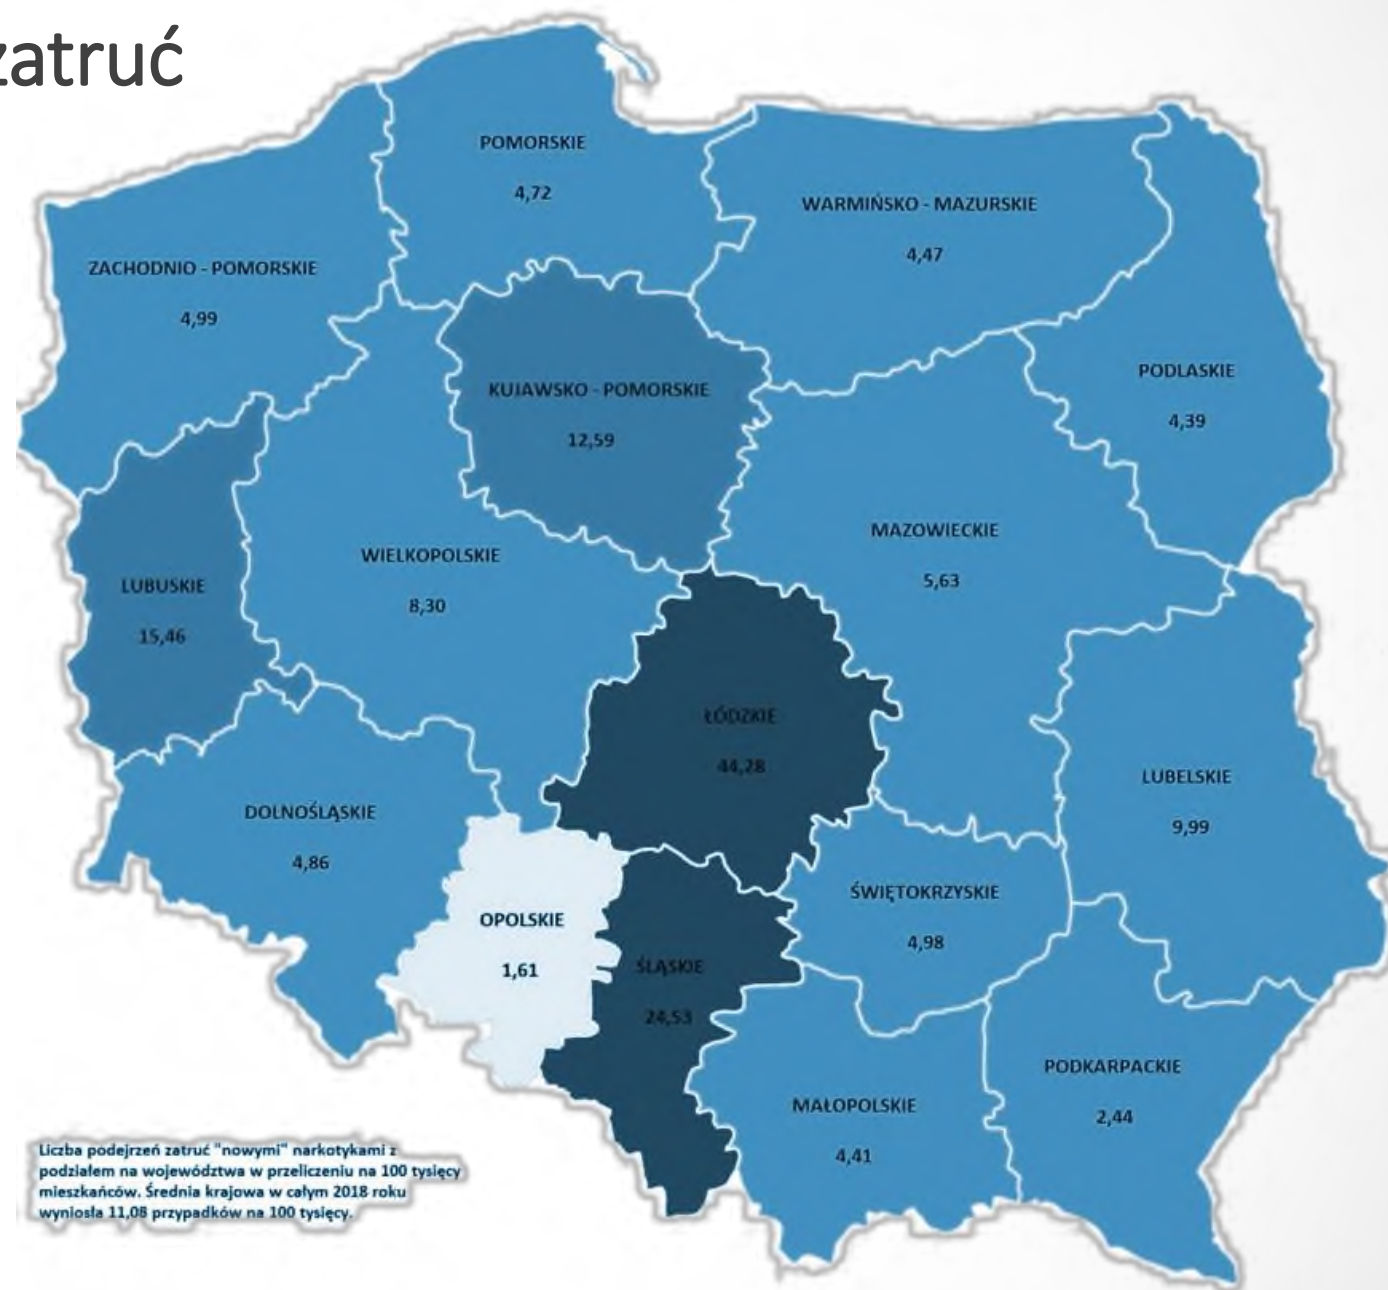 zatruć
POMORSKIE
4,72
WARMIŃSKO - MAZURSKIE
4,47
ZACHODNIO - POMORSKIE
4,99
PODLASKIE
4,39
KUJAWSKO - POMORSKIE
12,59
MAZOWIECKIE
5,63
WIELKOPOLSKIE
8,30
LUBUSKIE
15,46
ŁÓDZKIE
44,28
LUBELSKIE
9,99
DOLNOŚLĄSKIE
4,86
ŚWIĘTOKRZYSKIE
4,98
OPOLSKIE
1,61
ŚLĄSKIE
24,53
PODKARPACKIE
2,44
MAŁOPOLSKIE
4,41
Liczba podejrzeń zatruć "nowymi" narkotykami z
podziałem na województwa w przeliczeniu na 100 tysięcy
mieszkańców. Średnia krajowa w całym 2018 roku
wyniosła 11,08 przypadków na 100 tysięcy.